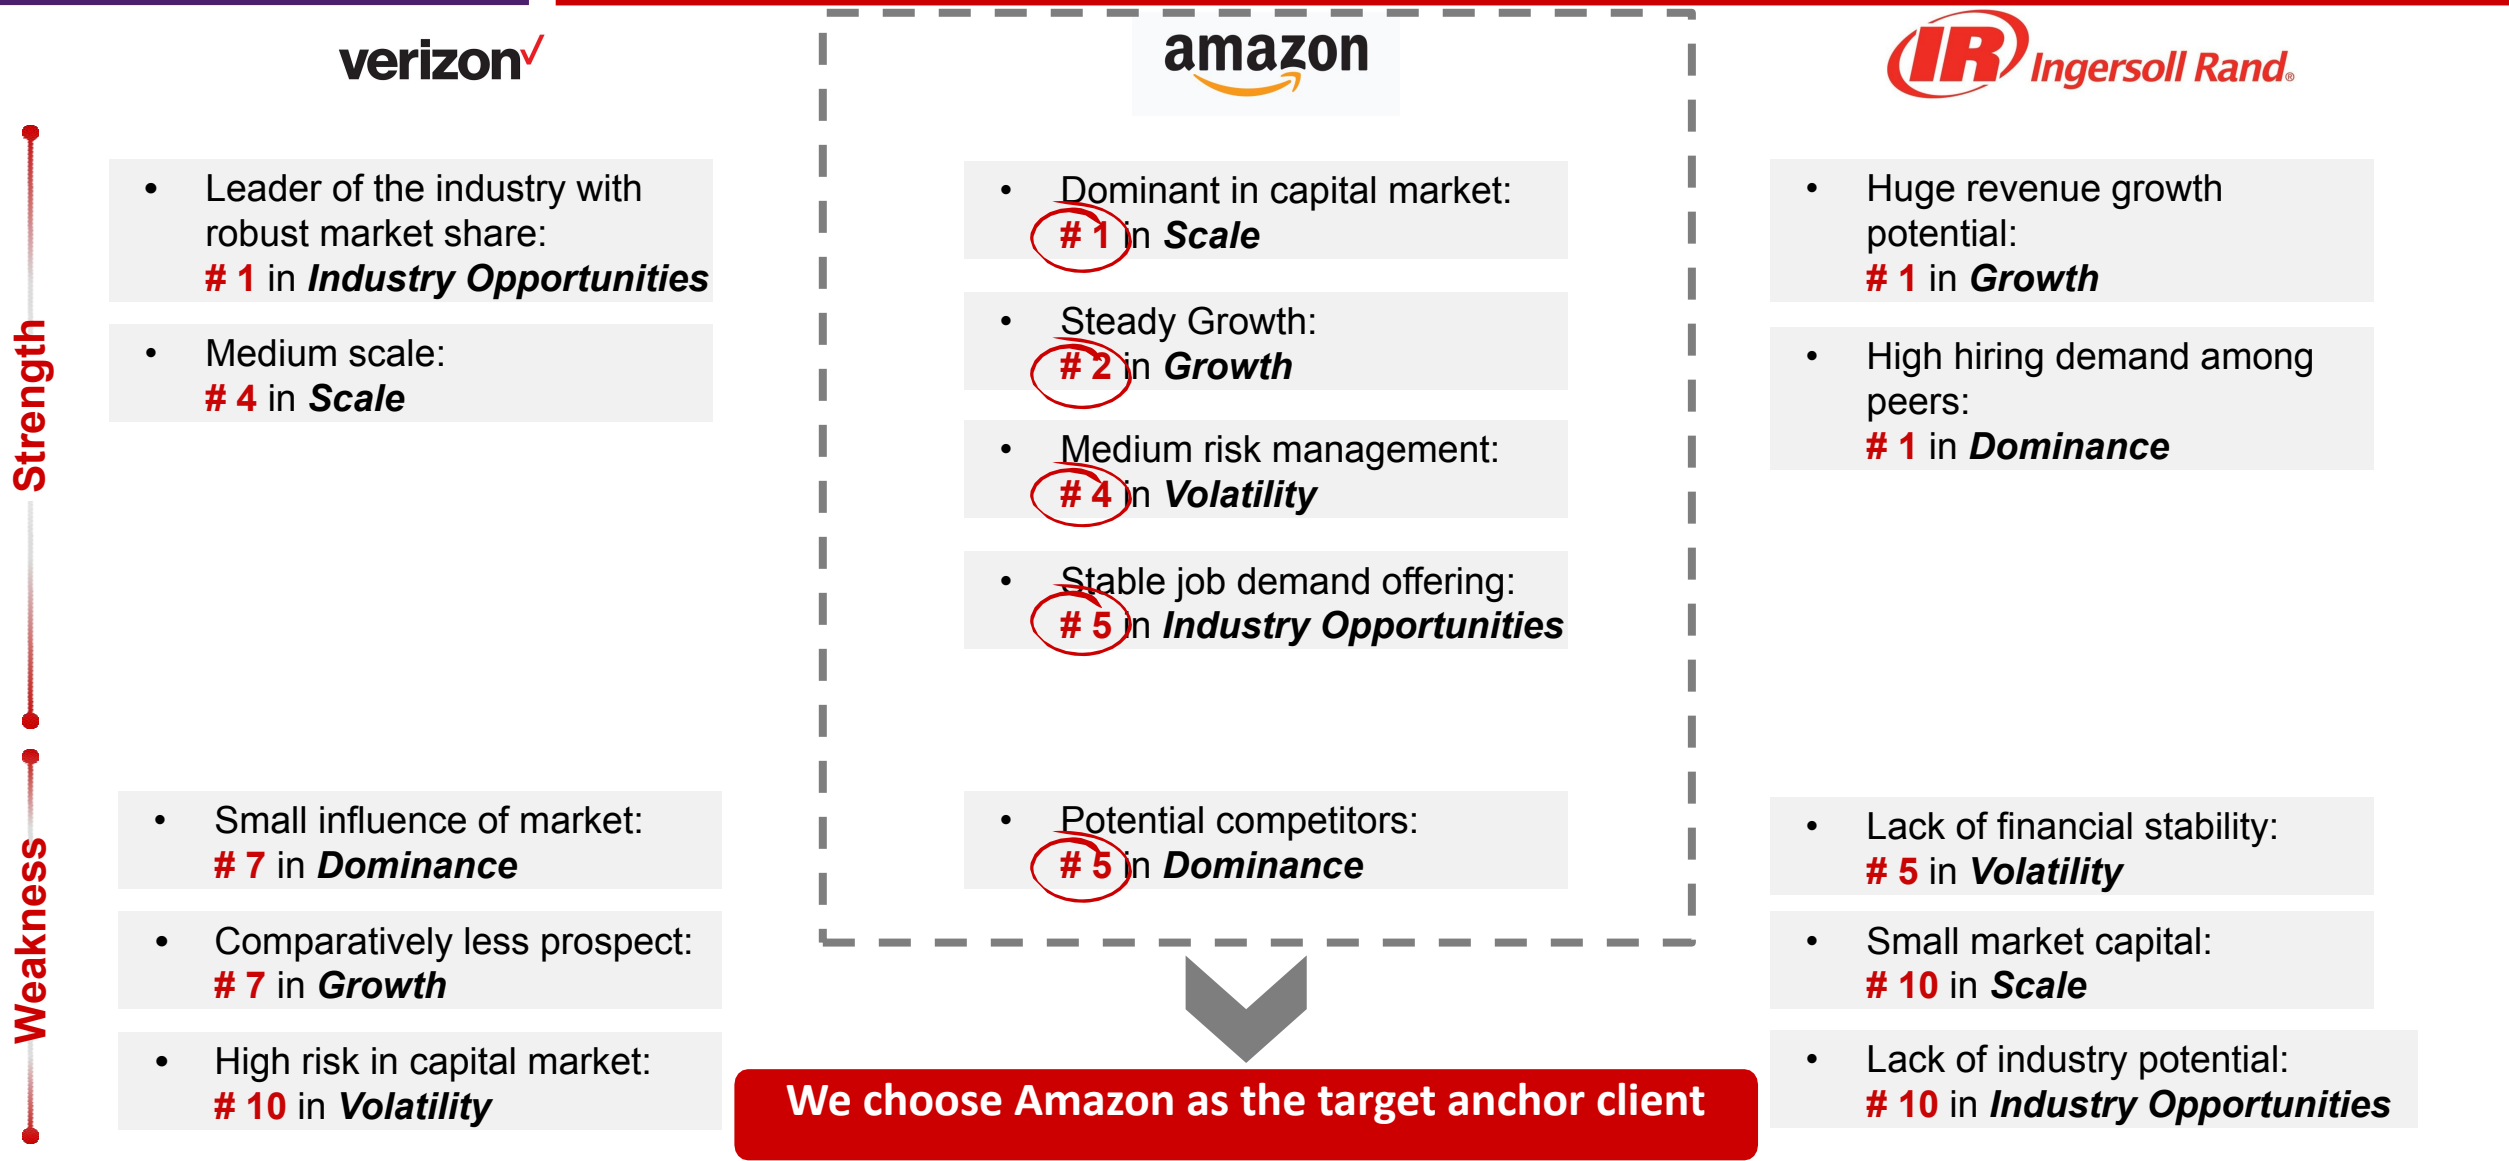 verizon
amazon
IR Ingersoll Rand®
Strength
• Leader of the industry with
robust market share:
# 1 in Industry Opportunities
• Medium scale:
# 4 in Scale
• Dominant in capital market:
# 1 in Scale
• Steady Growth:
# 2 in Growth
• Medium risk management:
# 4 in Volatility
• Stable job demand offering:
# 5 in Industry Opportunities
• Huge revenue growth
potential:
# 1 in Growth
• High hiring demand among
peers:
# 1 in Dominance
Weakness
• Small influence of market:
# 7 in Dominance
• Comparatively less prospect:
# 7 in Growth
• High risk in capital market:
# 10 in Volatility
• Potential competitors:
# 5 in Dominance
• Lack of financial stability:
# 5 in Volatility
• Small market capital:
# 10 in Scale
• Lack of industry potential:
# 10 in Industry Opportunities
We choose Amazon as the target anchor client